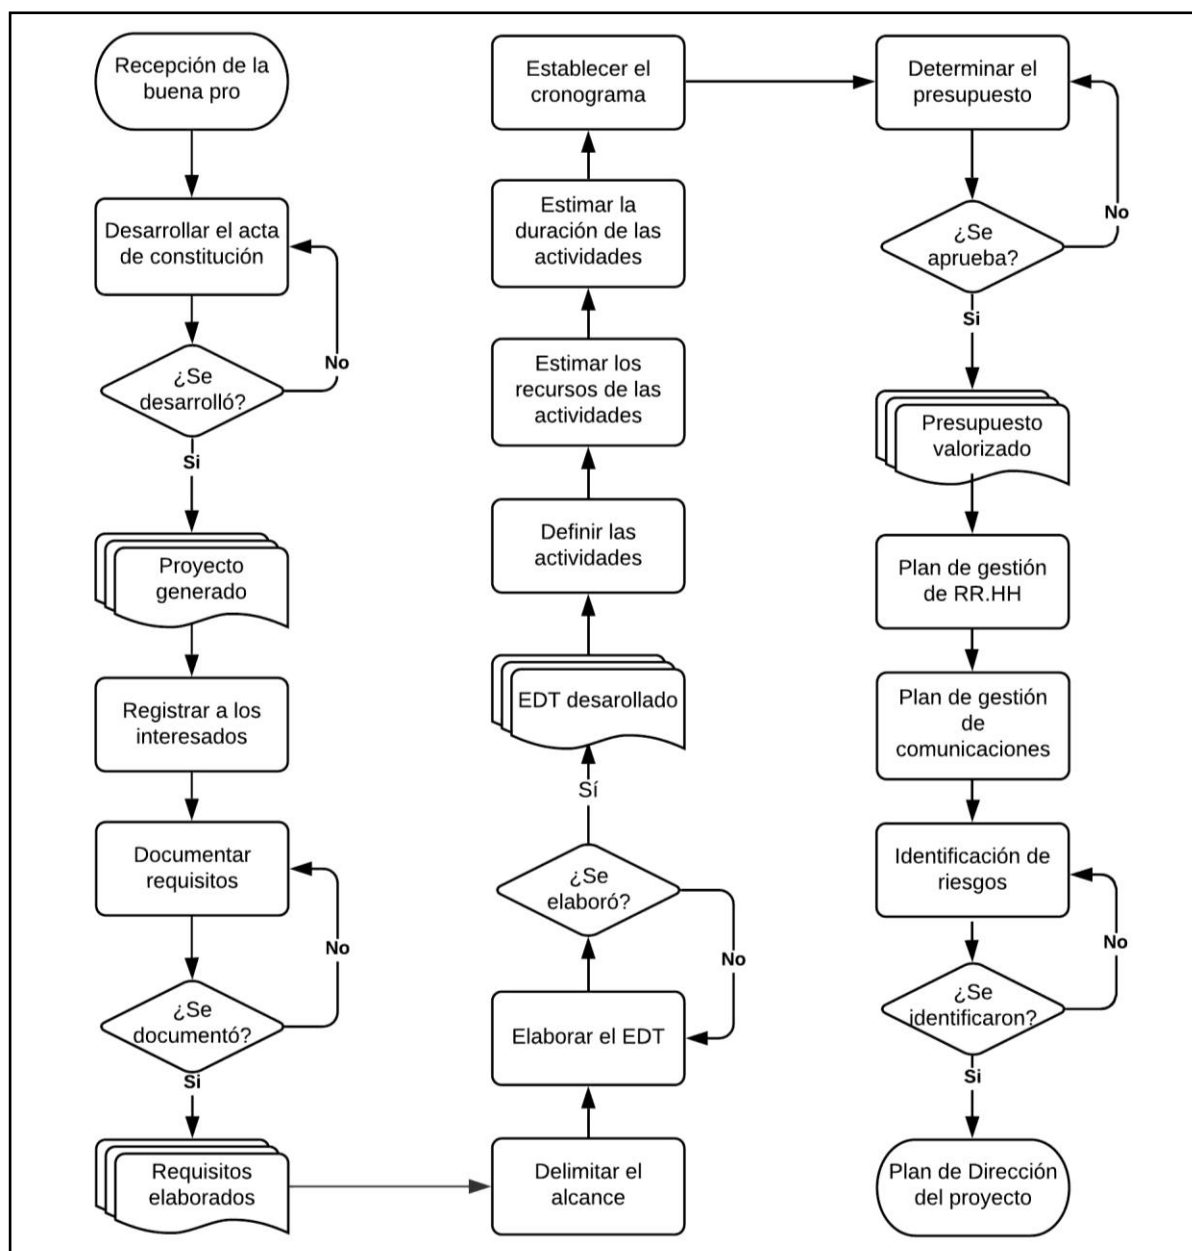 Recepción de la
buena pro
Desarrollar el acta
de constitución
No
¿Se
desarrolló?
Si
Proyecto
generado
Registrar a los
interesados
Documentar
requisitos
No
¿Se
documentó?
Si
Requisitos
elaborados
Delimitar el
alcance
Elaborar el EDT
No
¿Se
elaboró?
Sí
EDT desarollado
Definir las
actividades
Estimar los
recursos de las
actividades
Estimar la
duración de las
actividades
Establecer el
cronograma
Determinar el
presupuesto
No
¿Se
aprueba?
Si
Presupuesto
valorizado
Plan de gestión
de RR.HH
Plan de gestión
de
comunicaciones
Identificación de
riesgos
No
¿Se
identificaron?
Si
Plan de Dirección
del proyecto